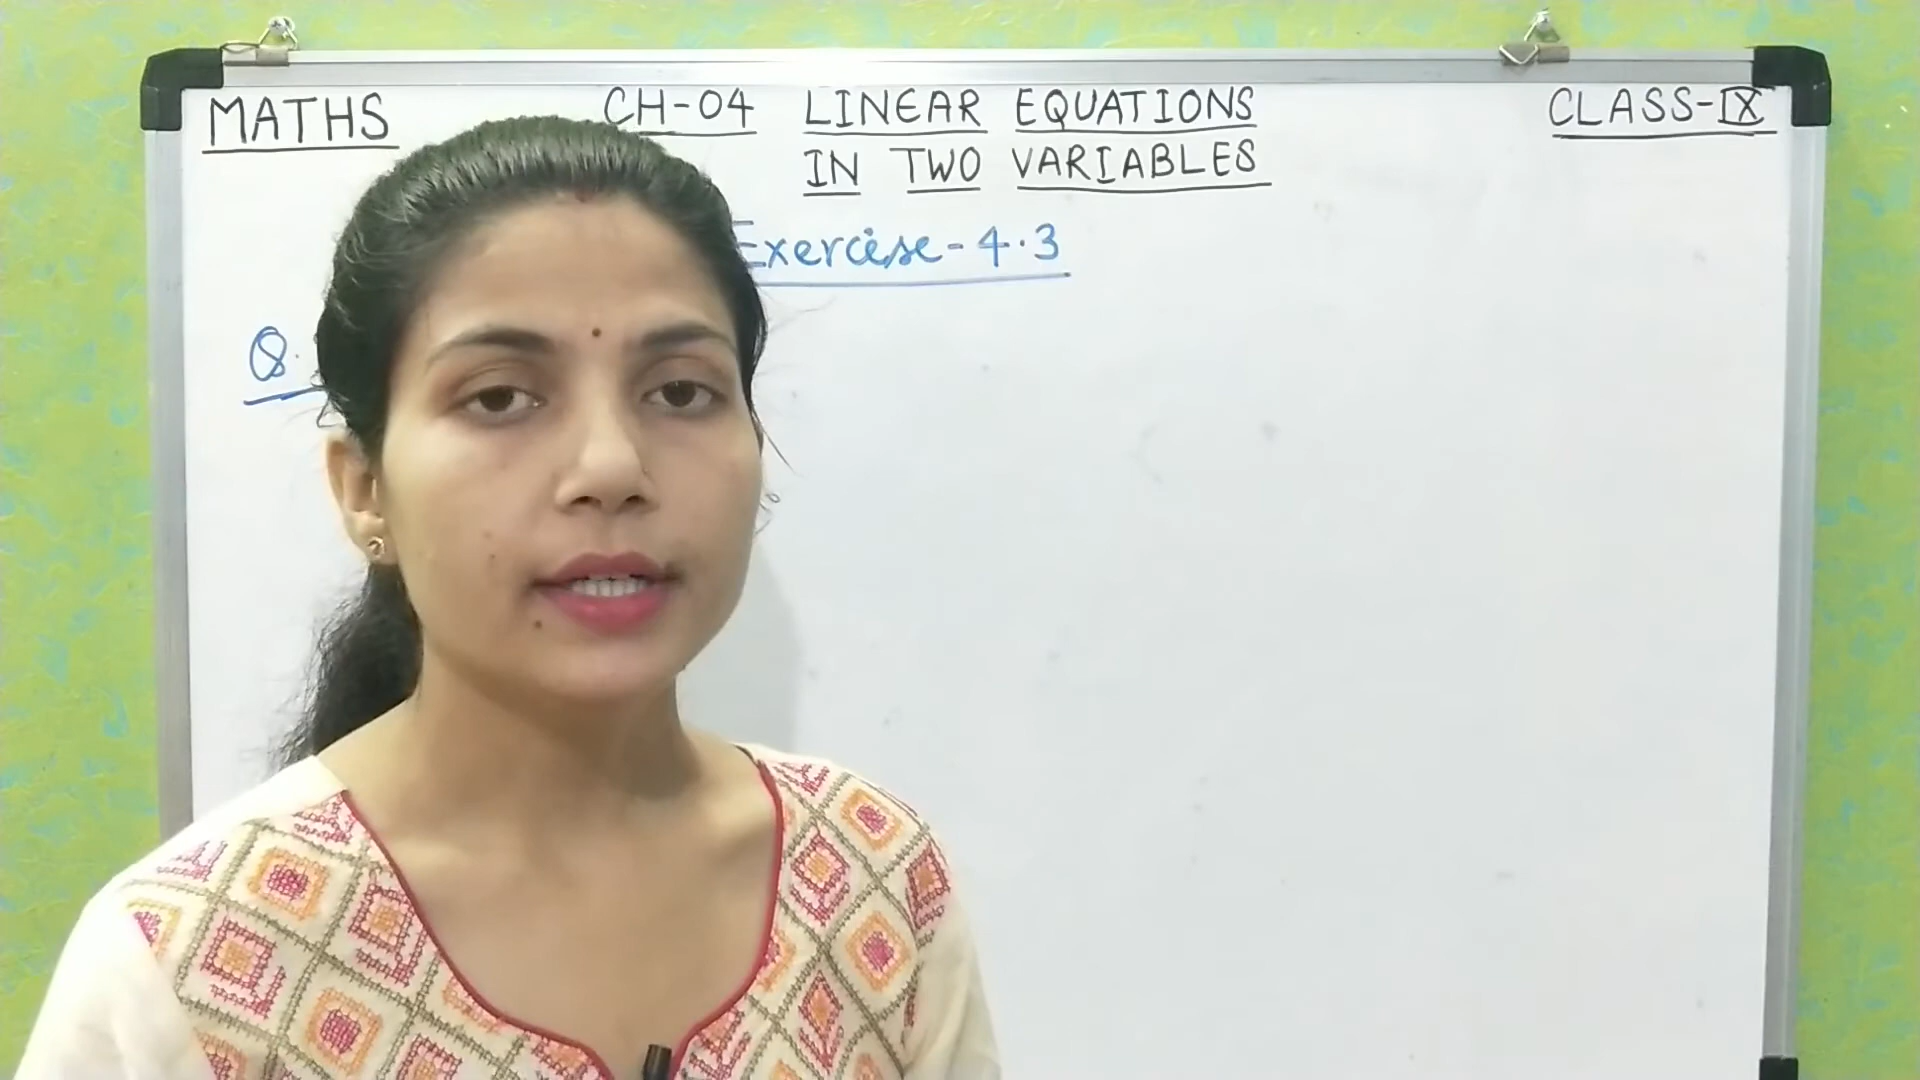 MATHS CH-04 LINEAR EQUATIONS CLASS-IX
IN TWO VARIABLES
Exercise-4.3
Q.